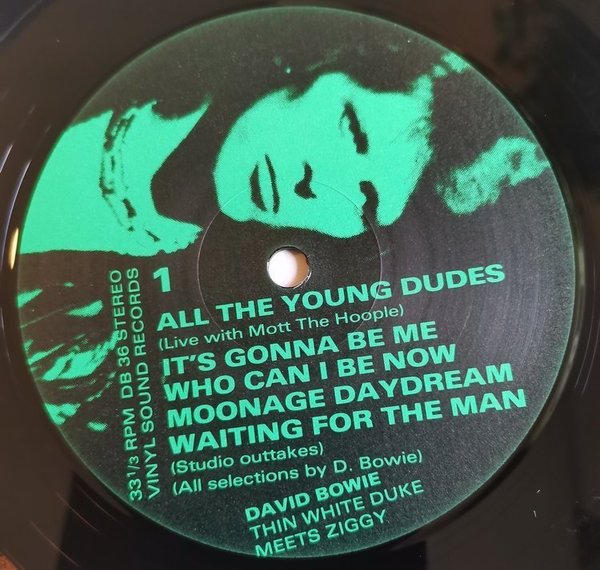 1
ALL THE YOUNG DUDES
(Live with Mott The Hoople)
IT'S GONNA BE ME
WHO CAN I BE NOW
MOONAGE DAYDREAM
WAITING FOR THE MAN
(Studio outtakes)
(All selections by D. Bowie)
DAVID BOWIE
THIN WHITE DUKE
MEETS ZIGGY
33 1/3 RPM DB 36 STEREO
VINYL SOUND RECORDS